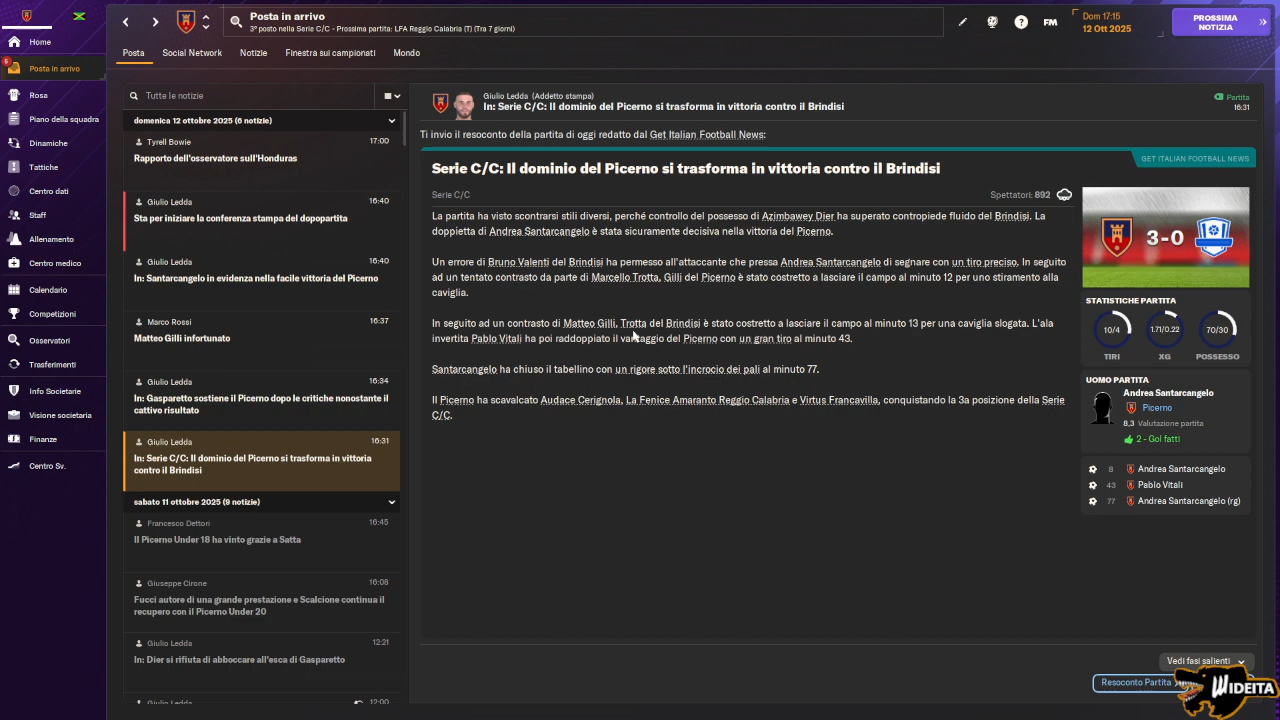 Posta in arrivo
3° posto nella Serie C/C - Prossima partita: LFA Reggio Calabria (T) (Tra 7 giorni)
FM
Dom 17:15
12 Ott 2025
PROSSIMA
NOTIZIA
Posta
Social Network
Notizie
Finestra sui campionati
Mondo
Home
6
Posta in arrivo
Rosa
Piano della squadra
Dinamiche
Tattiche
Centro dati
Staff
Allenamento
Centro medico
Calendario
Competizioni
Osservatori
Trasferimenti
Info Societarie
Visione societaria
Finanze
Centro Sv.
Tutte le notizie
domenica 12 ottobre 2025 (6 notizie)
Tyrell Bowie 17:00
Rapporto dell'osservatore sull'Honduras
Giulio Ledda 16:40
Sta per iniziare la conferenza stampa del dopopartita
Giulio Ledda 16:40
In: Santarcangelo in evidenza nella facile vittoria del Picerno
Marco Rossi 16:37
Matteo Gilli infortunato
Giulio Ledda 16:34
In: Gasparetto sostiene il Picerno dopo le critiche nonostante il
cattivo risultato
Giulio Ledda 16:31
In: Serie C/C: Il dominio del Picerno si trasforma in vittoria
contro il Brindisi
sabato 11 ottobre 2025 (9 notizie)
Francesco Dettori 16:45
Il Picerno Under 18 ha vinto grazie a Satta
Giuseppe Cirone 16:08
Fucci autore di una grande prestazione e Scalcione continua il
recupero con il Picerno Under 20
Giulio Ledda 12:21
In: Dier si rifiuta di abboccare all'esca di Gasparetto
Giulio Ledda 12:00
Giulio Ledda (Addetto stampa)
In: Serie C/C: Il dominio del Picerno si trasforma in vittoria contro il Brindisi
Partita
16:31
Ti invio il resoconto della partita di oggi redatto dal Get Italian Football News:
GET ITALIAN FOOTBALL NEWS
Serie C/C: Il dominio del Picerno si trasforma in vittoria contro il Brindisi
Serie C/C
Spettatori: 892
La partita ha visto scontrarsi stili diversi, perché controllo del possesso di Azimbawey Dier ha superato contropiede fluido del Brindisi. La
doppietta di Andrea Santarcangelo è stata sicuramente decisiva nella vittoria del Picerno.
Un errore di Bruno Valenti del Brindisi ha permesso all'attaccante che pesa Andrea Santarcangelo di segnare con un tiro preciso. In seguito
ad un tentato contrasto da parte di Marcello Trotta, Gilli del Picerno è stato costretto a lasciare il campo al minuto 12 per uno stiramento alla
caviglia.
In seguito ad un contrasto di Matteo Gilli, Trotta del Brindisi è stato costretto a lasciare il campo al minuto 13 per una caviglia slogata. L'ala
invertita Pablo Vitali ha poi raddoppiato il vantaggio del Picerno con un gran tiro al minuto 43.
Santarcangelo ha chiuso il tabellino con un rigore sotto l'incrocio dei pali al minuto 77.
Il Picerno ha scavalcato Audace Cerignola, La Fenice Amaranto Reggio Calabria e Virtus Francavilla, conquistando la 3a posizione della Serie
C/C.
3-0
STATISTICHE PARTITA
10/4 1.71/0.22 70/30
TIRI XG POSSESSO
UOMO PARTITA
Andrea Santarcangelo
Picerno
8,3 Valutazione partita
2 - Gol fatti
8 Andrea Santarcangelo
43 Pablo Vitali
77 Andrea Santarcangelo (rg)
Vedi fasi salienti
Resoconto Partita
WIDEITA